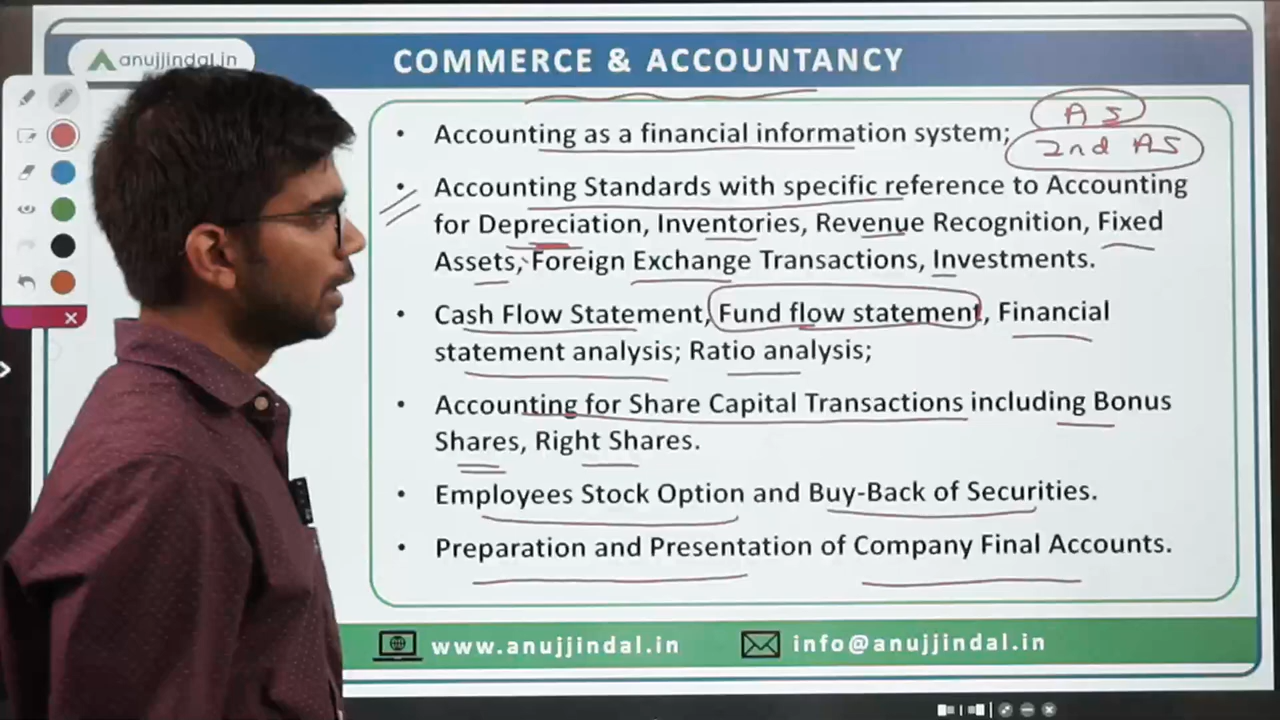 anujjindal.in
COMMERCE & ACCOUNTANCY
• Accounting as a financial information system;
AS
2nd AS
• Accounting Standards with specific reference to Accounting
for Depreciation, Inventories, Revenue Recognition, Fixed
Assets, Foreign Exchange Transactions, Investments.
• Cash Flow Statement, Fund flow statement, Financial
statement analysis; Ratio analysis;
• Accounting for Share Capital Transactions including Bonus
Shares, Right Shares.
• Employees Stock Option and Buy-Back of Securities.
• Preparation and Presentation of Company Final Accounts.
www.anujjindal.in
info@anujjindal.in